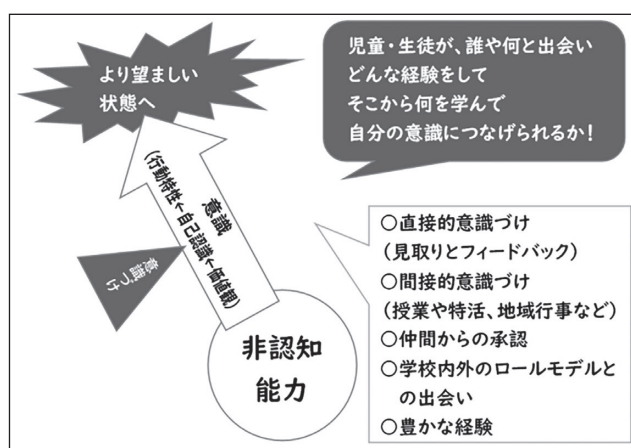 より望ましい
状態へ
児童・生徒が、誰や何と出会い
どんな経験をして
そこから何を学んで
自分の意識につなげられるか！
意識
(行動特性←自己認識←価値観)
意識づけ
非認知
能力
○直接的意識づけ
(見取りとフィードバック)
○間接的意識づけ
(授業や特活、地域行事など)
○仲間からの承認
○学校内外のロールモデルと
の出会い
○豊かな経験